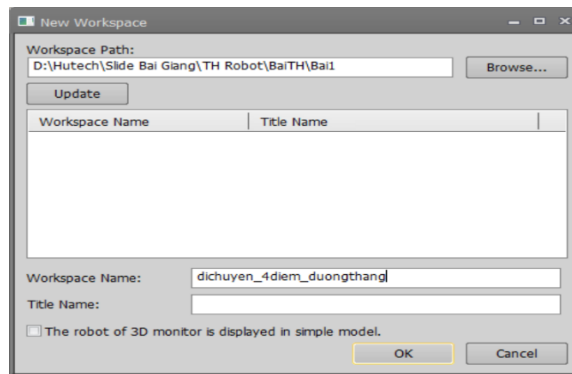 New Workspace
Workspace Path:
D:\Hutech\Slide Bai Giang\TH Robot\BaiTH\Bai1
Browse...
Update
Workspace Name
Title Name
Workspace Name:
dichuyen_4diem_duongthang
Title Name:
The robot of 3D monitor is displayed in simple model.
OK
Cancel